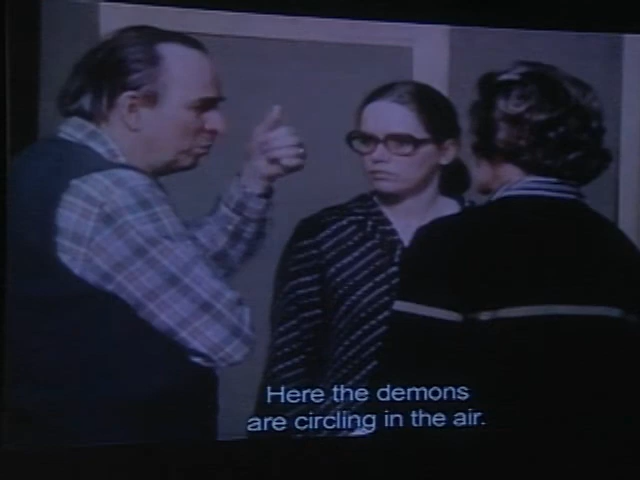 Here the demons
are circling in the air.